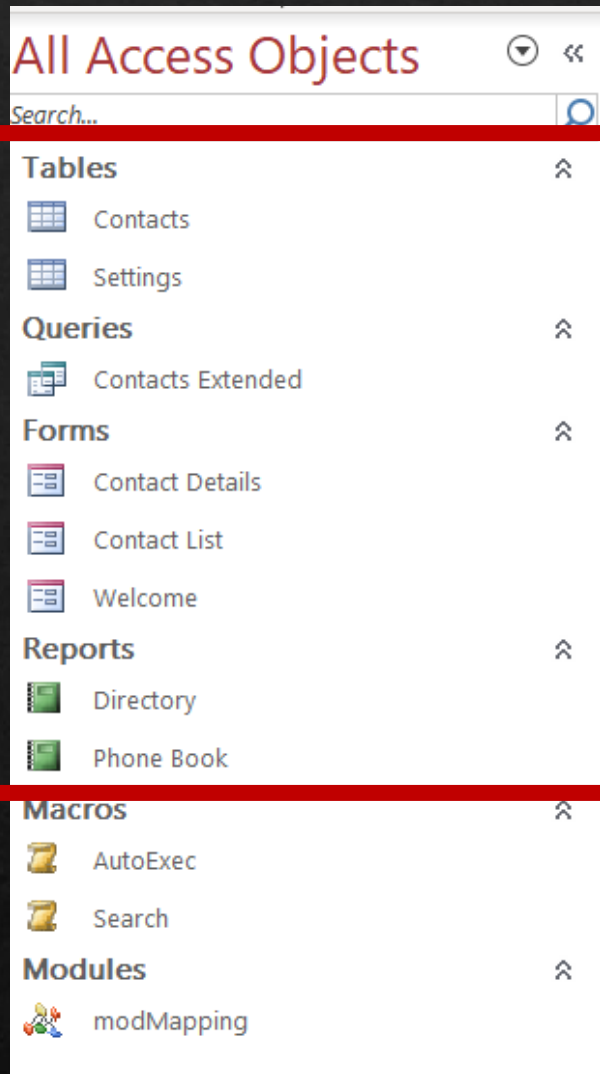 All Access Objects
Search...
Tables
Contacts
Settings
Queries
Contacts Extended
Forms
Contact Details
Contact List
Welcome
Reports
Directory
Phone Book
Macros
AutoExec
Search
Modules
modMapping